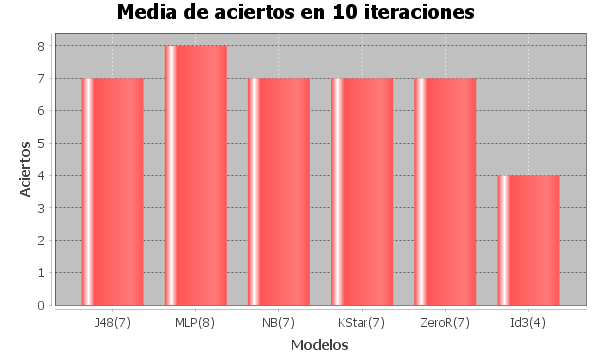 Media de aciertos en 10 iteraciones
8
7
6
5
4
3
2
1
0
Aciertos
J48(7) MLP(8) NB(7) KStar(7) ZeroR(7) Id3(4)
Modelos